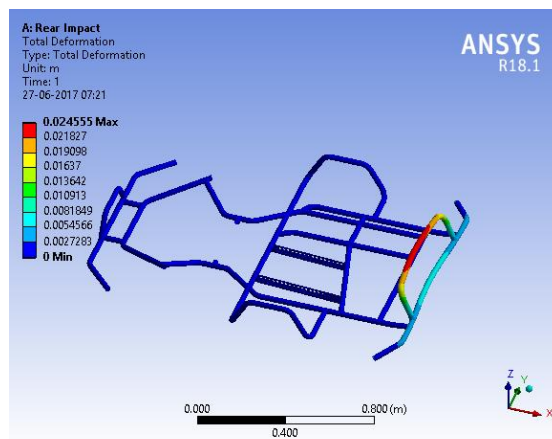 A: Rear Impact
Total Deformation
Type: Total Deformation
Unit: m
Time: 1
27-06-2017 07:21
ANSYS
R18.1
0.024555 Max
0.021827
0.019098
0.01637
0.013642
0.010913
0.0081849
0.0054566
0.0027283
0 Min
0.000
0.800 (m)
0.400
Z
Y
X